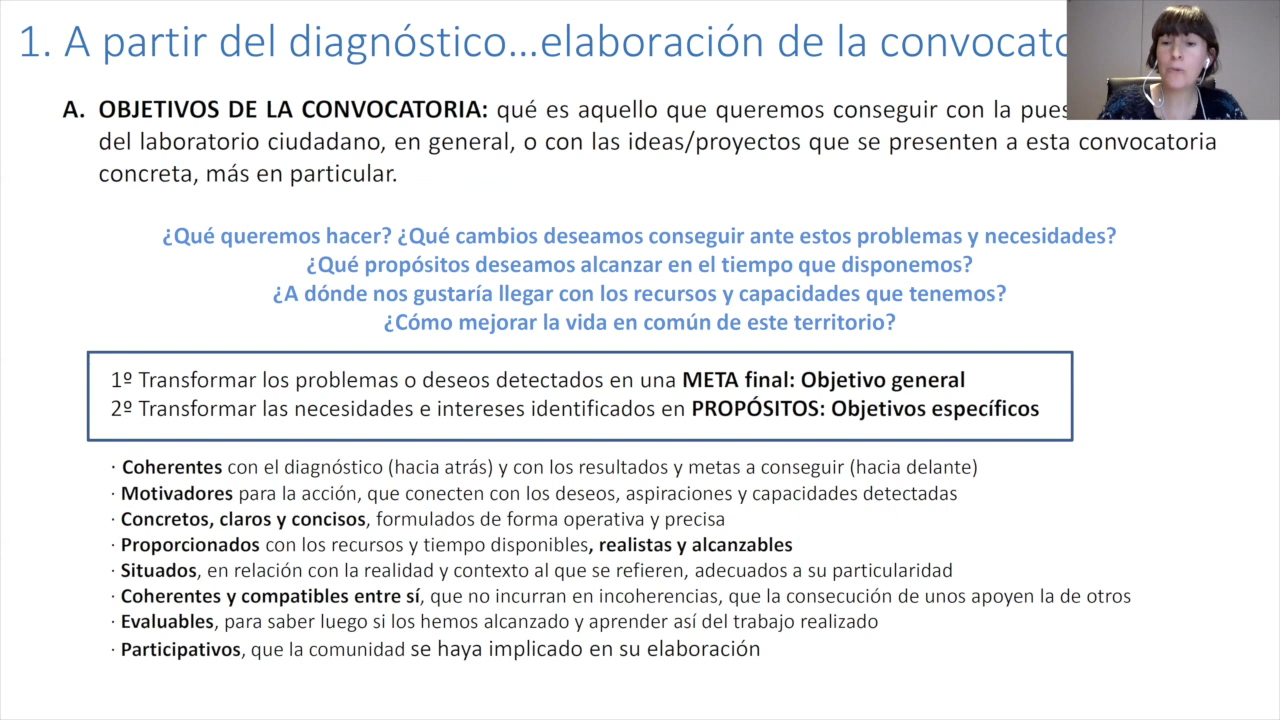 1. A partir del diagnóstico...elaboración de la
A. OBJETIVOS DE LA CONVOCATORIA: qué es aquello que queremos conseguir con la
del laboratorio ciudadano, en general, o con las ideas/proyectos que se presenten a esta convocatoria
concreta, más en particular.
¿Qué queremos hacer? ¿Qué cambios deseamos conseguir ante estos problemas y necesidades?
¿Qué propósitos deseamos alcanzar en el tiempo que disponemos?
¿A dónde nos gustaría llegar con los recursos y capacidades que tenemos?
¿Cómo mejorar la vida en común de este territorio?
1º Transformar los problemas o deseos detectados en una META final: Objetivo general
2º Transformar las necesidades e intereses identificados en PROPÓSITOS: Objetivos específicos
· Coherentes con el diagnóstico (hacia atrás) y con los resultados y metas a conseguir (hacia delante)
· Motivadores para la acción, que conecten con los deseos, aspiraciones y capacidades detectadas
· Concretos, claros y concisos, formulados de forma operativa y precisa
· Proporcionados con los recursos y tiempo disponibles, realistas y alcanzables
· Situados, en relación con la realidad y contexto al que se refieren, adecuados a su particularidad
· Coherentes y compatibles entre sí, que no incurran en incoherencias, que la consecución de unos apoyen la de otros
· Evaluables, para saber luego si los hemos alcanzado y aprender así del trabajo realizado
· Participativos, que la comunidad se haya implicado en su elaboración